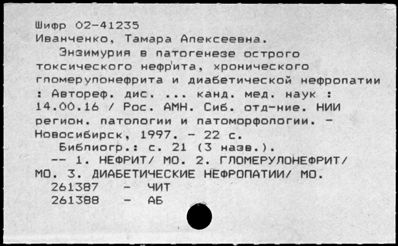 Шифр 02-41235
Иванченко, Тамара Алексеевна.
Энзимурия в патогенезе острого
токсического нефрита, хронического
гломерулонефрита и диабетической нефропатии
: Автореф. дис. ... канд. мед. наук :
14.00.16 / Рос. АМН. Сиб. отд-ние. НИИ
регион. патологии и патоморфологии. -
Новосибирск, 1997. - 22 с.
Библиогр.: с. 21 (3 назв.).
-- 1. НЕФРИТ/ МО. 2. ГЛОМЕРУЛОНЕФРИТ/
МО. 3. ДИАБЕТИЧЕСКИЕ НЕФРОПАТИИ/ МО.
261387 - ЧИТ
261388 - АБ